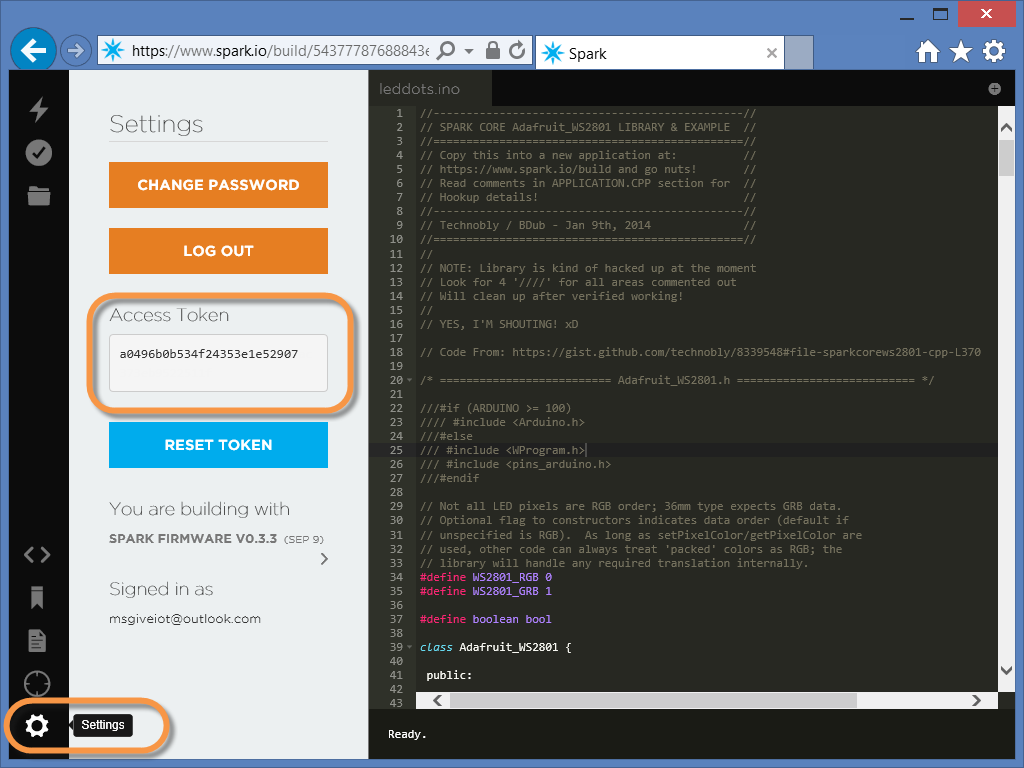 https://www.spark.io/build/54377787688843e
Spark
Settings
CHANGE PASSWORD
LOG OUT
Access Token
a0496b0b534f24353e1e52907
RESET TOKEN
You are building with
SPARK FIRMWARE V0.3.3 (SEP 9)
Signed in as
msgiveiot@outlook.com
Settings
leddots.ino
1 //-----------------------------------------------//
2 // SPARK CORE Adafruit_WS2801 LIBRARY & EXAMPLE //
3 //===============================================//
4 // Copy this into a new application at: //
5 // https://www.spark.io/build and go nuts! //
6 // Read comments in APPLICATION.CPP section for //
7 // Hookup details! //
8 //-----------------------------------------------//
9 // Technobly / BDub - Jan 9th, 2014 //
10 //===============================================//
11 //
12 // NOTE: Library is kind of hacked up at the moment
13 // Look for 4 '////' for all areas commented out
14 // Will clean up after verified working!
15 //
16 // YES, I'M SHOUTING! xD
17
18 // Code From: https://gist.github.com/technobly/8339548#file-sparkcorews2801-cpp-L370
19
20 /* ========================== Adafruit_WS2801.h =========================== */
21
22 ///#if (ARDUINO >= 100)
23 //// #include <Arduino.h>
24 ///#else
25 /// #include <WProgram.h>
26 /// #include <pins_arduino.h>
27 ///#endif
28
29 // Not all LED pixels are RGB order; 36mm type expects GRB data.
30 // Optional flag to constructors indicates data order (default if
31 // unspecified is RGB). As long as setPixelColor/getPixelColor are
32 // used, other code can always treat 'packed' colors as RGB; the
33 // library will handle any required translation internally.
34 #define WS2801_RGB 0
35 #define WS2801_GRB 1
36
37 #define boolean bool
38
39 class Adafruit_WS2801 {
40
41 public:
42
43
Ready.